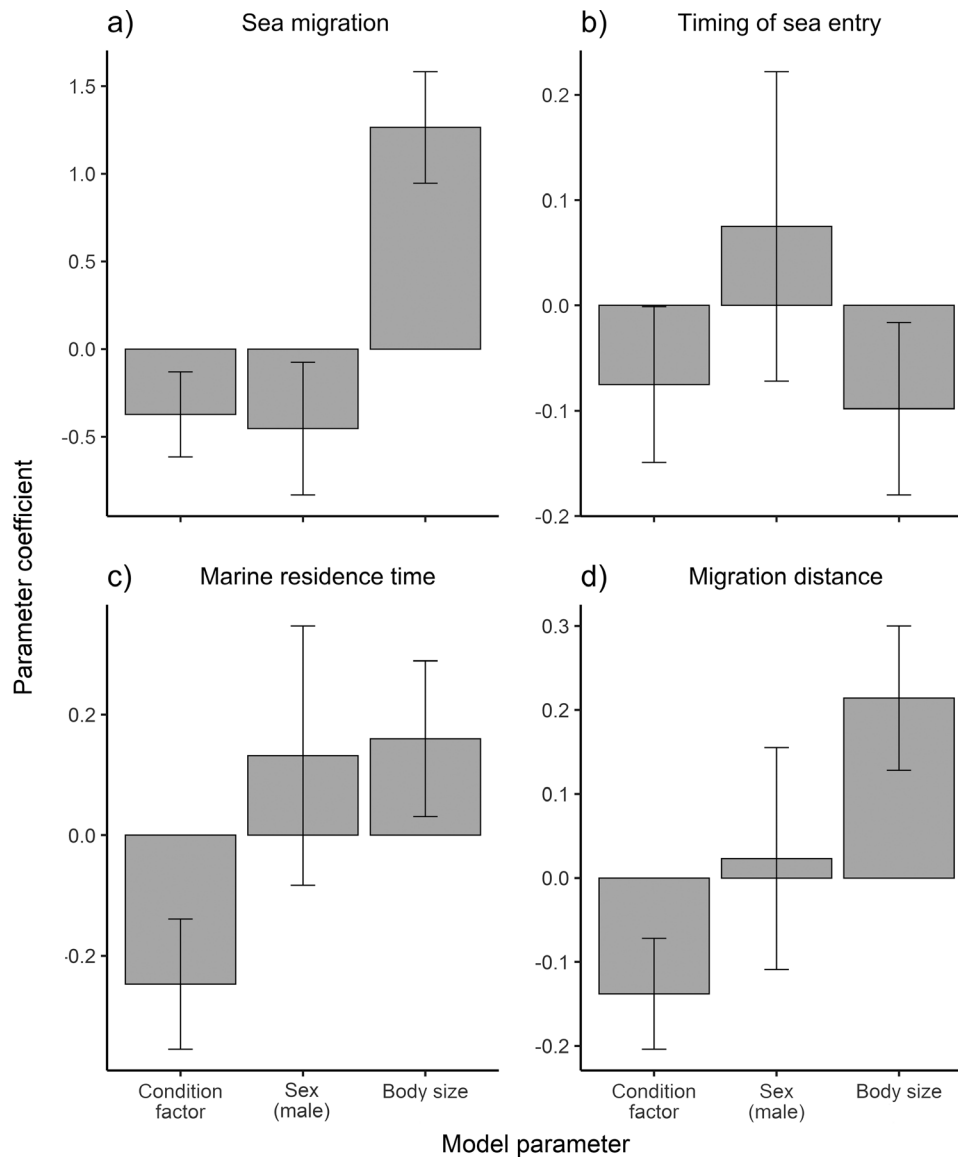 a) Sea migration
b) Timing of sea entry
1.5
1.0
0.5
0.0
-0.5
0.2
0.1
0.0
-0.1
-0.2
c) Marine residence time
d) Migration distance
0.2
0.0
-0.2
0.3
0.2
0.1
0.0
-0.1
-0.2
Parameter coefficient
Condition
factor
Sex
(male)
Body size
Condition
factor
Sex
(male)
Body size
Model parameter